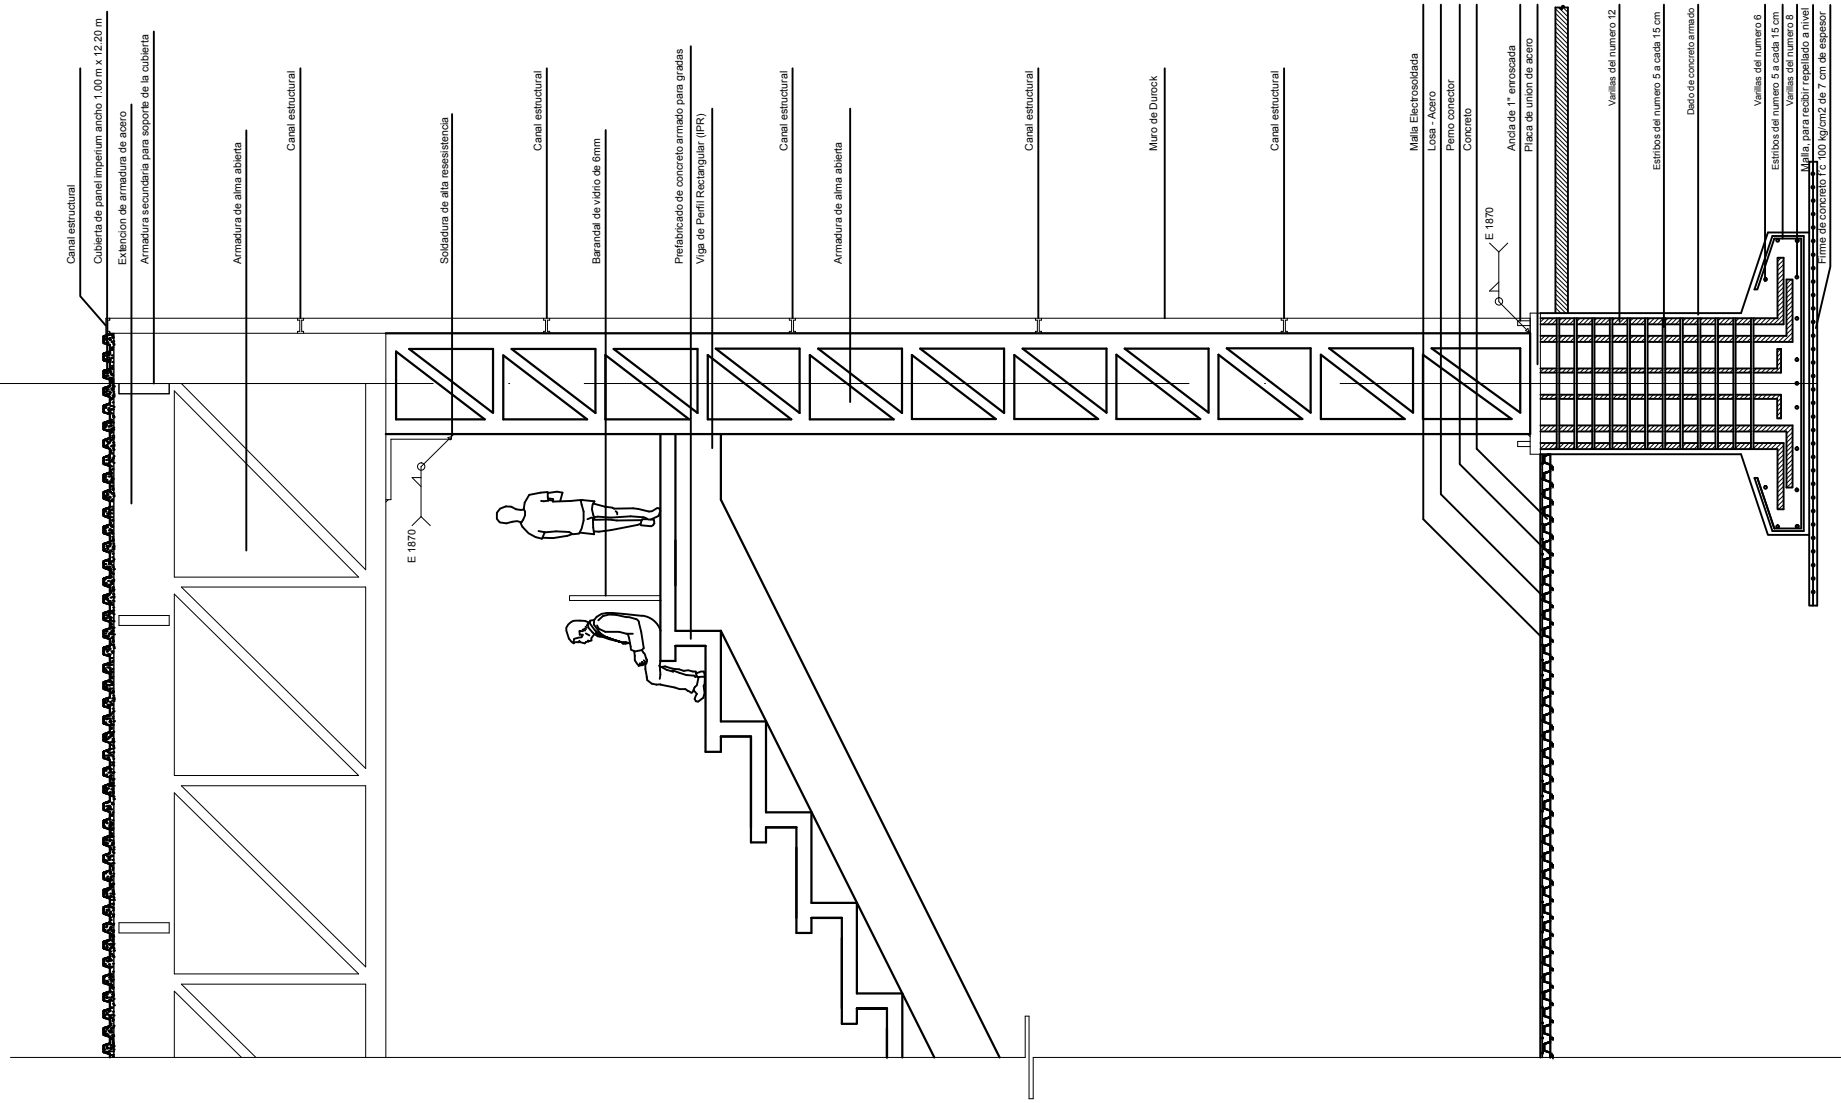 Canal estructural
Cubierta de panel imperium ancho 1.00 m x 12.20 m
Extencion de armadura de acero
Armadura secundaria para soporte de la cubierta
Armadura de alma abierta
Canal estructural
Soldadura de alta resesistencia
Canal estructural
Barandal de vidrio de 6mm
Prefabricado de concreto armado para gradas
Viga de Perfil Rectangular (IPR)
Canal estructural
Armadura de alma abierta
Canal estructural
Muro de Durock
Canal estructural
Malla Electrosoldada
Losa - Acero
Perno conector
Concreto
Ancla de 1" enroscada
Placa de union de acero
Varillas del numero 12
Estribos del numero 5 a cada 15 cm
Dado de concreto armado
Varillas del numero 6
Estribos del numero 5 a cada 15 cm
Varillas del numero 8
Malla, para recibir repellado a nivel
Firme de concreto f'c 100 kg/cm2 de 7 cm de espesor
E 1870
E 1870